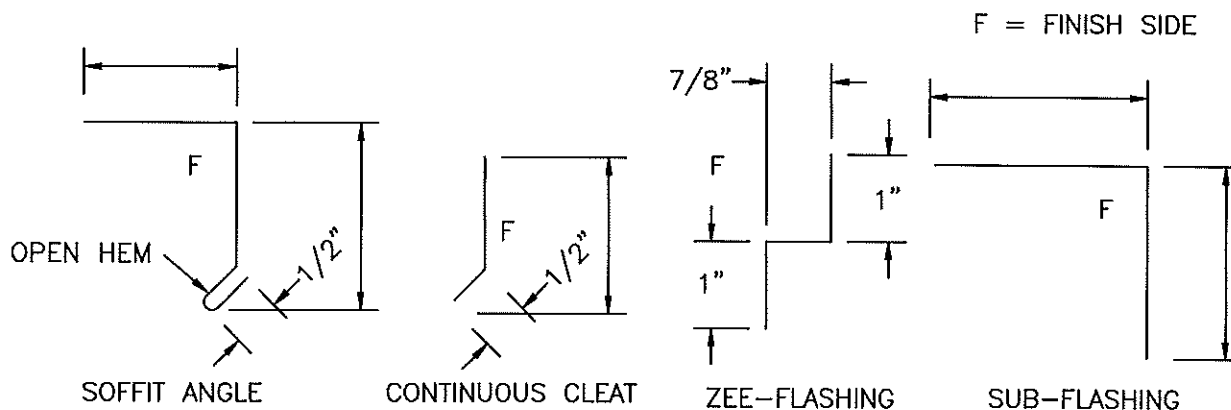 F = FINISH SIDE
7/8"
F
F
1"
F
F
OPEN HEM
1/2"
1/2"
1"
SOFFIT ANGLE
CONTINUOUS CLEAT
ZEE-FLASHING
SUB-FLASHING